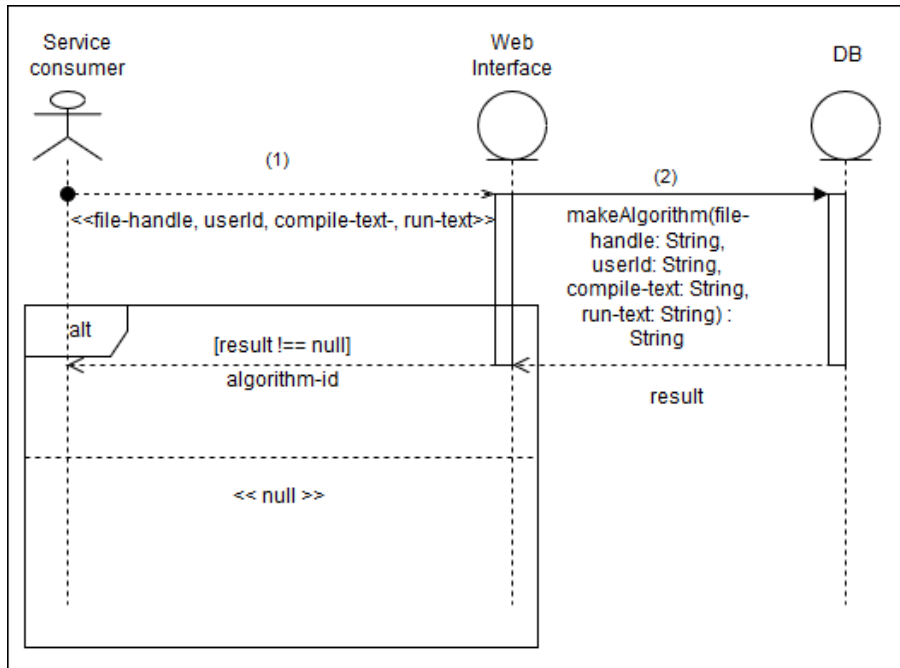 Service
consumer
Web
Interface
DB
(1)
(2)
<<file-handle, userId, compile-text-, run-text>>
makeAlgorithm(file-
handle: String,
userId: String,
compile-text: String,
run-text: String) :
String
alt
[result !== null]
algorithm-id
result
<< null >>